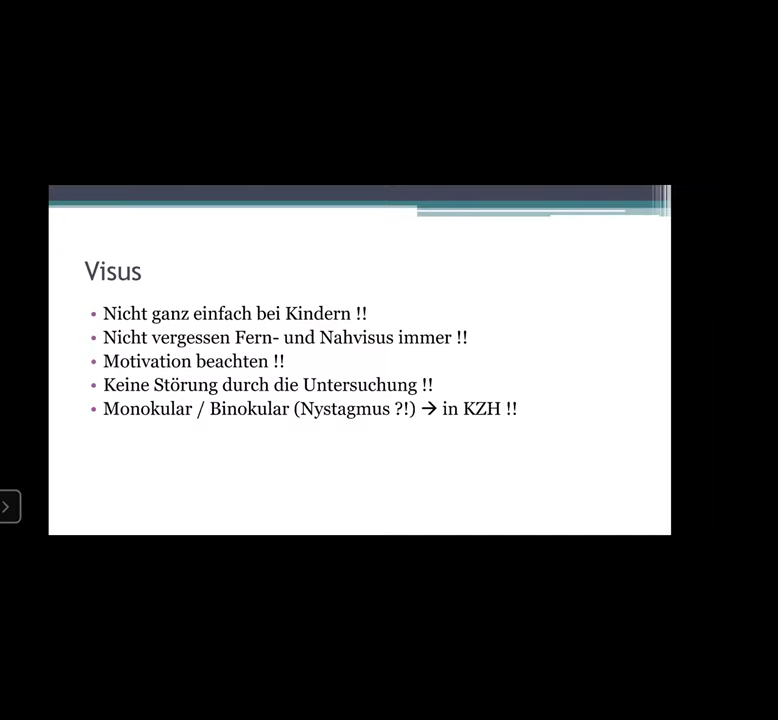 Visus
• Nicht ganz einfach bei Kindern !!
• Nicht vergessen Fern- und Nahvisus immer !!
• Motivation beachten !!
• Keine Störung durch die Untersuchung !!
• Monokular / Binokular (Nystagmus ?!) → in KZH !!